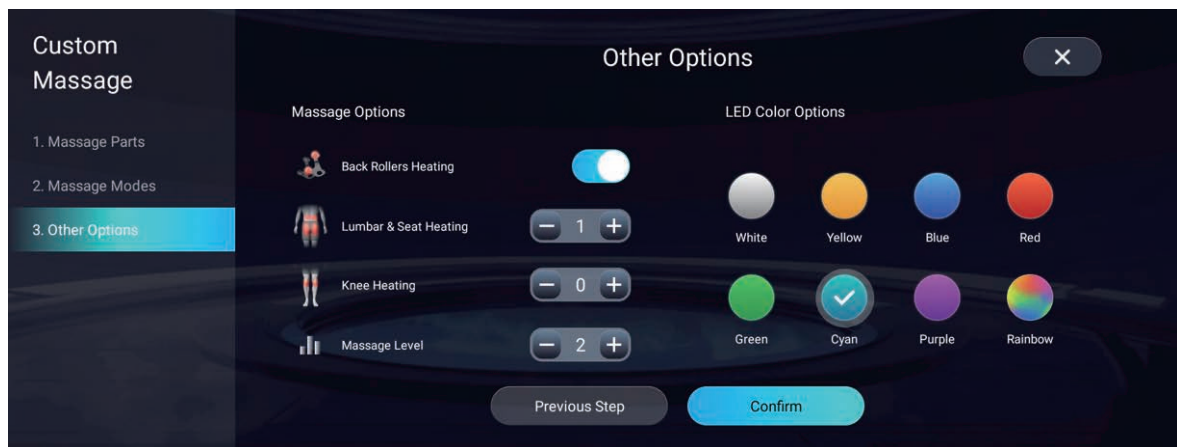 Custom
Massage
1. Massage Parts
2. Massage Modes
3. Other Options
Other Options
Massage Options
Back Rollers Heating
Lumbar & Seat Heating
1
Knee Heating
0
Massage Level
2
LED Color Options
White
Yellow
Blue
Red
Green
Cyan
Purple
Rainbow
Previous Step
Confirm